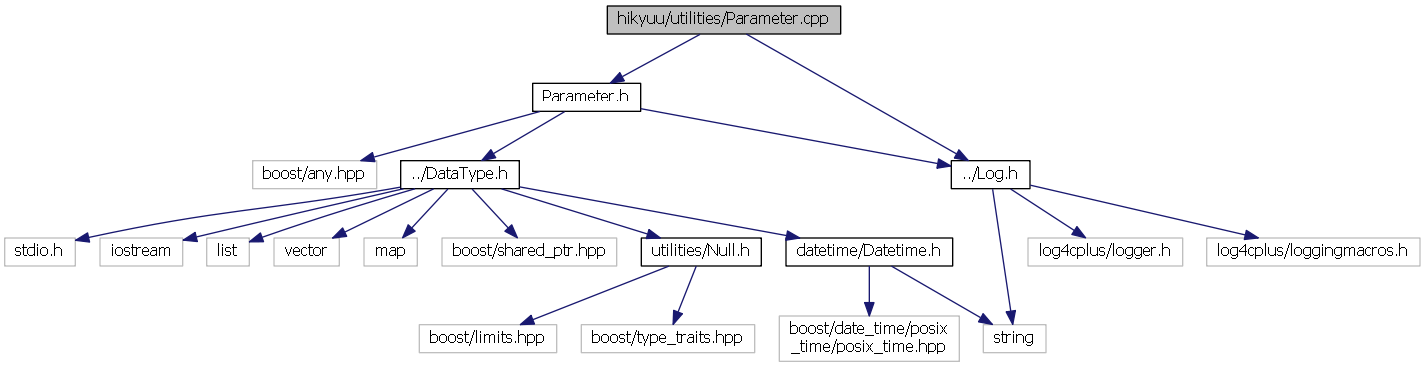 hikyuu/utilities/Parameter.cpp
Parameter.h
boost/any.hpp
../DataType.h
../Log.h
stdio.h
iostream
list
vector
map
boost/shared_ptr.hpp
utilities/Null.h
datetime/Datetime.h
log4cplus/logger.h
log4cplus/loggingmacros.h
boost/limits.hpp
boost/type_traits.hpp
boost/date_time/posix
_time/posix_time.hpp
string